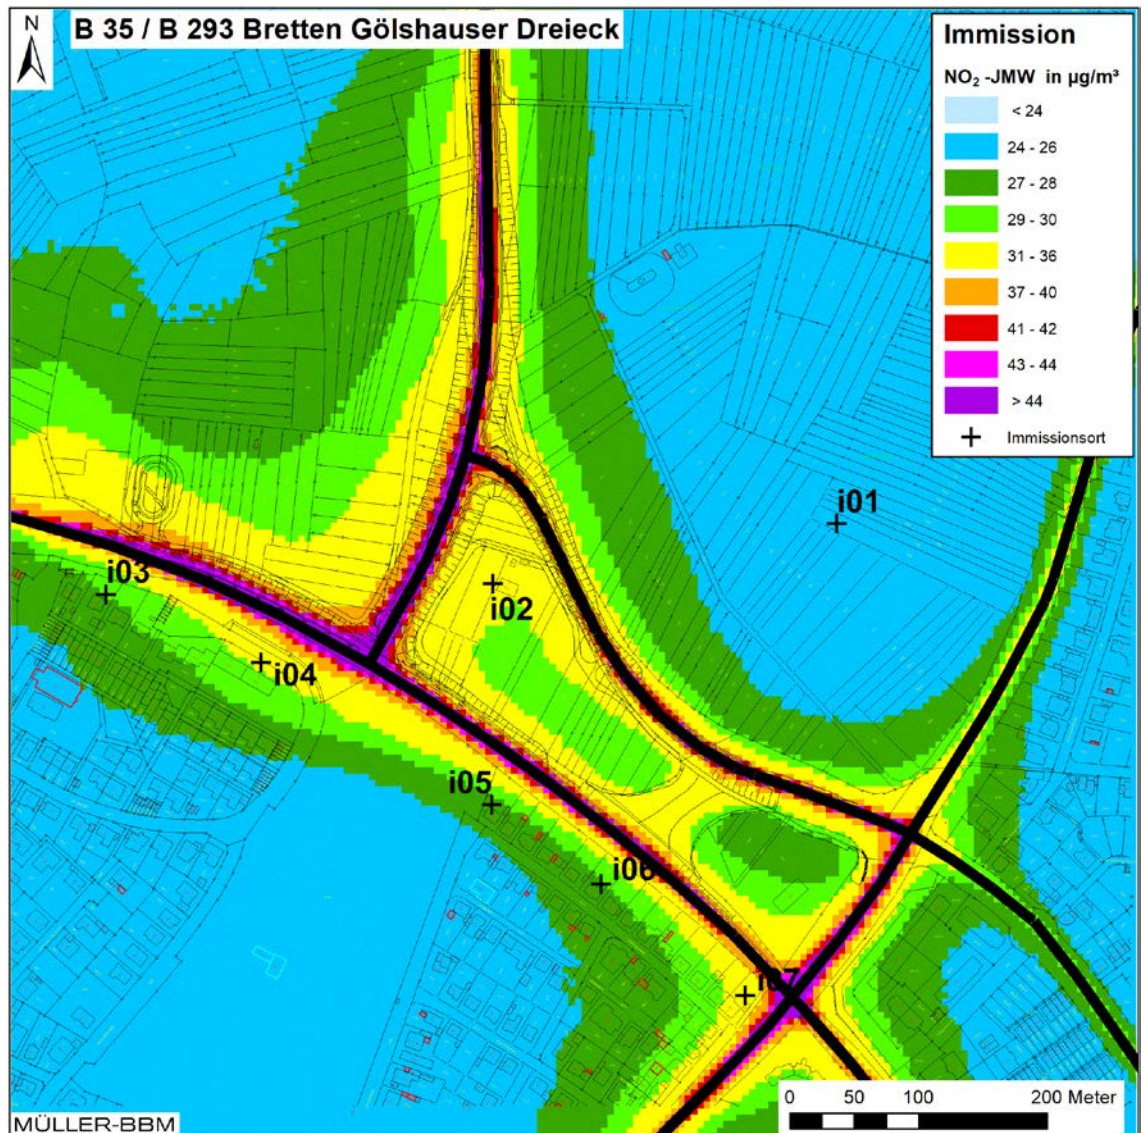 N
B 35 / B 293 Bretten Gölshauser Dreieck
Immission
NO₂ -JMW in µg/m³
< 24
24 - 26
27 - 28
29 - 30
31 - 36
37 - 40
41 - 42
43 - 44
> 44
Immissionsort
i01
i03
i02
i04
i05
i06
i07
0 50 100 200 Meter
MÜLLER-BBM